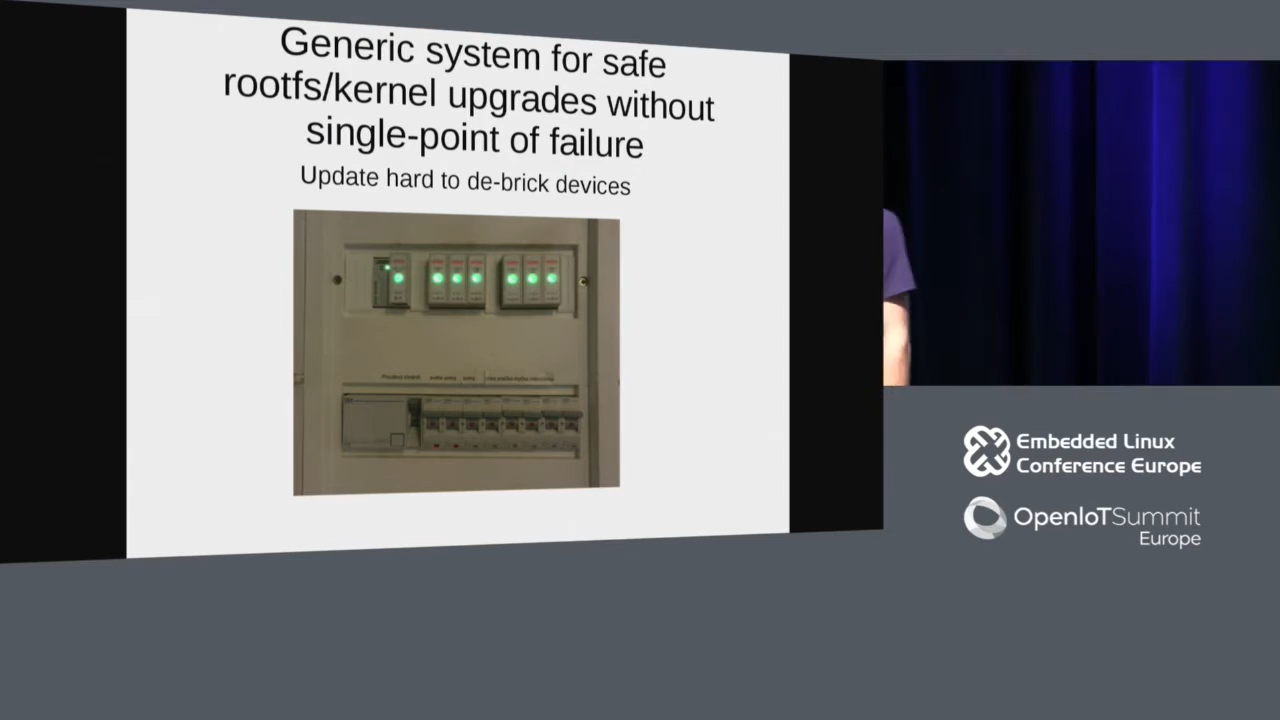 Generic system for safe
rootfs/kernel upgrades without
single-point of failure
Update hard to de-brick devices
Embedded Linux
Conference Europe
OpenIoTSummit
Europe